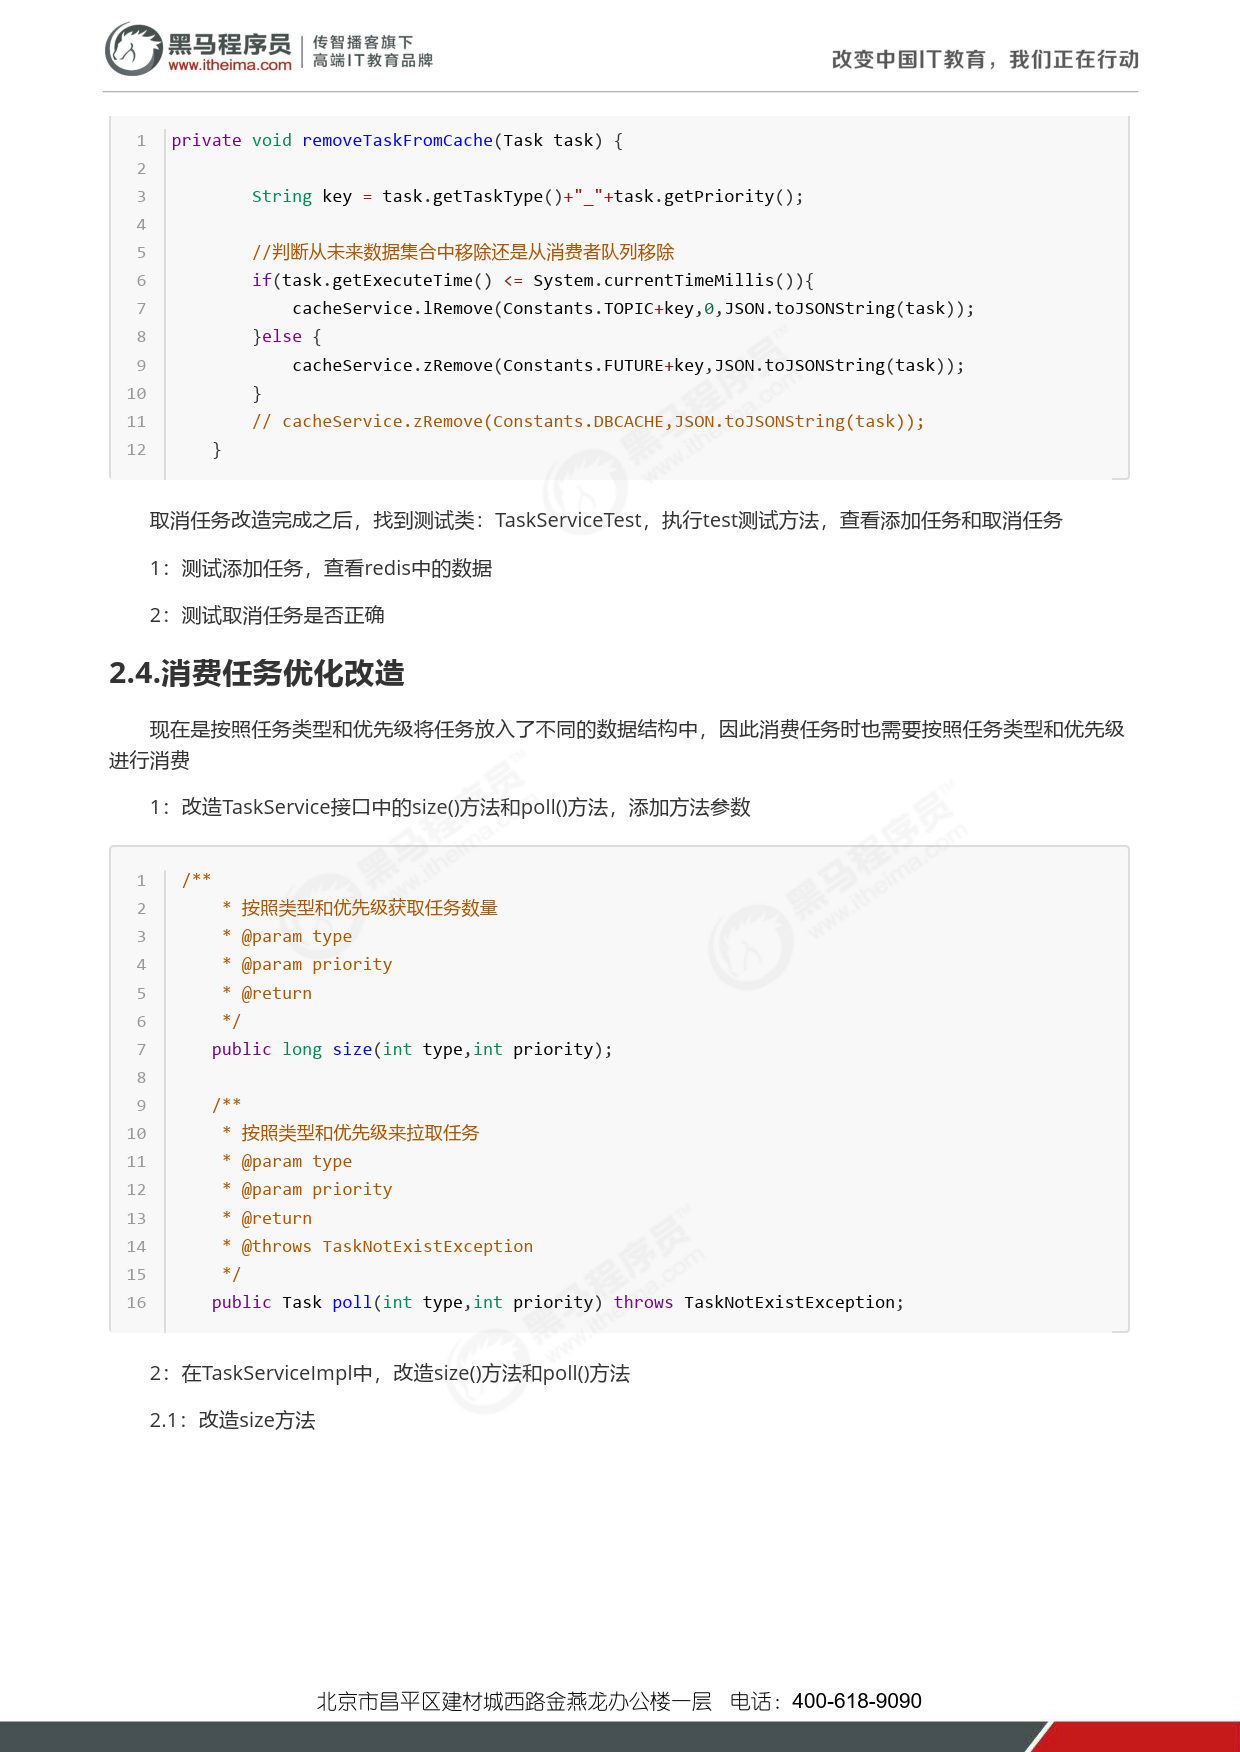 黑马程序员
www.itheima.com
传智播客旗下
高端IT教育品牌
改变中国IT教育，我们正在行动
1 private void removeTaskFromCache(Task task) {
2
3 String key = task.getTaskType()+"_"+task.getPriority();
4
5 //判断从未来数据集合中移除还是从消费者队列移除
6 if(task.getExecuteTime() <= System.currentTimeMillis()){
7 cacheService.lRemove(Constants.TOPIC+key,0,JSON.toJSONString(task));
8 }else {
9 cacheService.zRemove(Constants.FUTURE+key,JSON.toJSONString(task));
10 }
11 // cacheService.zRemove(Constants.DBCACHE,JSON.toJSONString(task));
12 }
取消任务改造完成之后，找到测试类：TaskServiceTest，执行test测试方法，查看添加任务和取消任务
1：测试添加任务，查看redis中的数据
2：测试取消任务是否正确
2.4.消费任务优化改造
现在是按照任务类型和优先级将任务放入了不同的数据结构中，因此消费任务时也需要按照任务类型和优先级
进行消费
1：改造TaskService接口中的size()方法和poll()方法，添加方法参数
1 /**
2 * 按照类型和优先级获取任务数量
3 * @param type
4 * @param priority
5 * @return
6 */
7 public long size(int type,int priority);
8
9 /**
10 * 按照类型和优先级来拉取任务
11 * @param type
12 * @param priority
13 * @return
14 * @throws TaskNotExistException
15 */
16 public Task poll(int type,int priority) throws TaskNotExistException;
2：在TaskServiceImpl中，改造size()方法和poll()方法
2.1：改造size方法
北京市昌平区建材城西路金燕龙办公楼一层 电话：400-618-9090